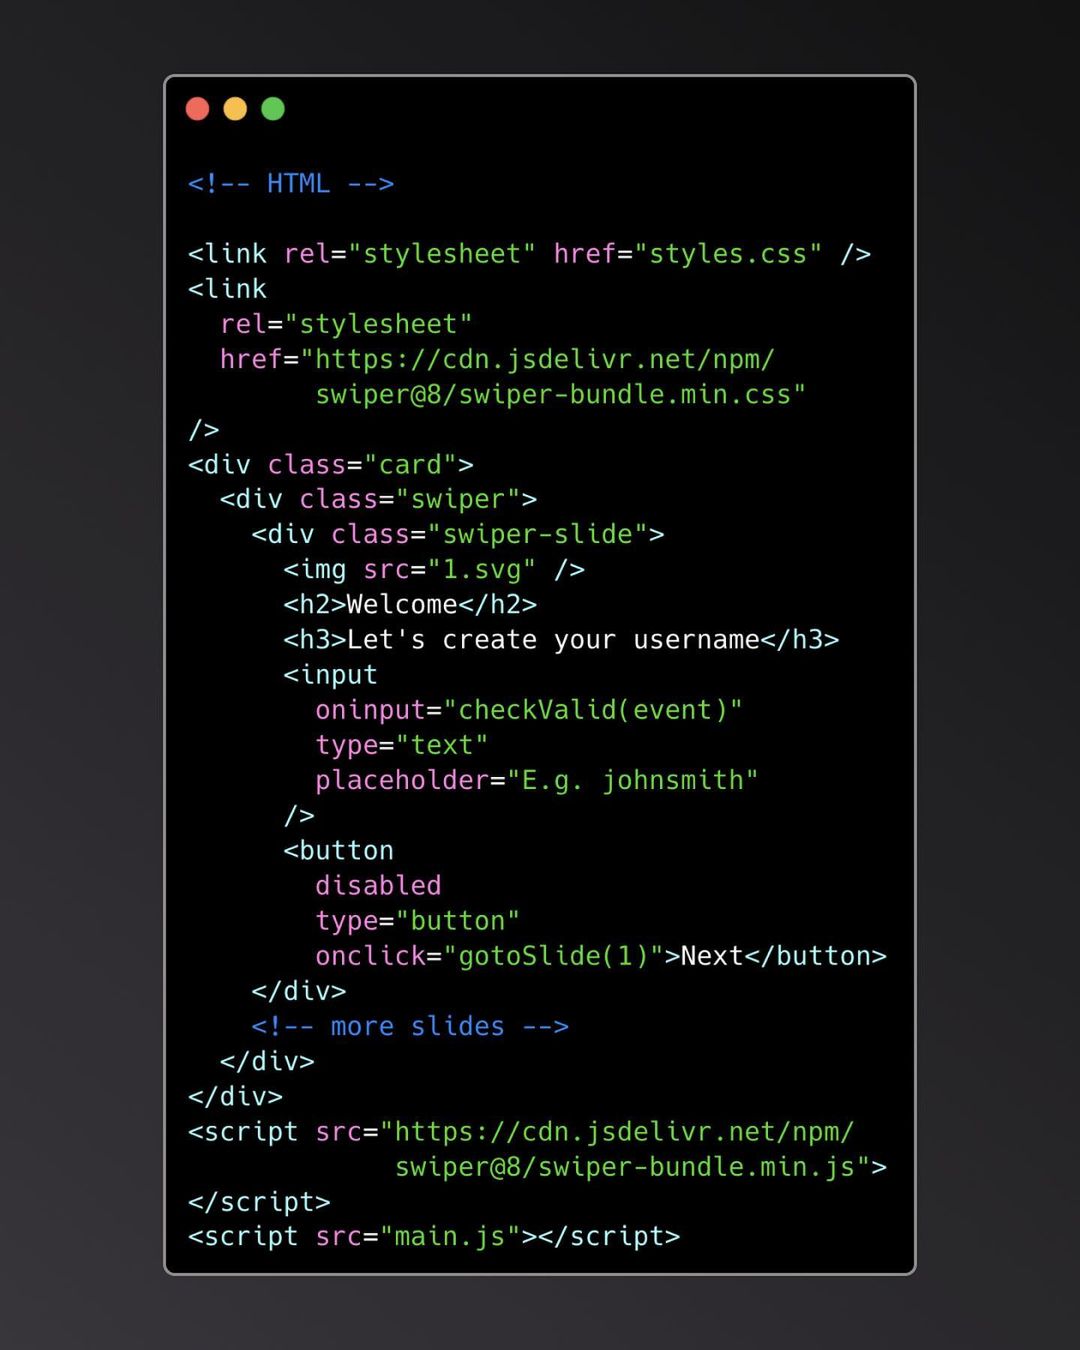 <!-- HTML -->

<link rel="stylesheet" href="styles.css" />
<link
  rel="stylesheet"
  href="https://cdn.jsdelivr.net/npm/
        swiper@8/swiper-bundle.min.css"
/>
<div class="card">
  <div class="swiper">
    <div class="swiper-slide">
      <img src="1.svg" />
      <h2>Welcome</h2>
      <h3>Let's create your username</h3>
      <input
        oninput="checkValid(event)"
        type="text"
        placeholder="E.g. johnsmith"
      />
      <button
        disabled
        type="button"
        onclick="gotoSlide(1)">Next</button>
    </div>
    <!-- more slides -->
  </div>
</div>
<script src="https://cdn.jsdelivr.net/npm/
             swiper@8/swiper-bundle.min.js">
</script>
<script src="main.js"></script>